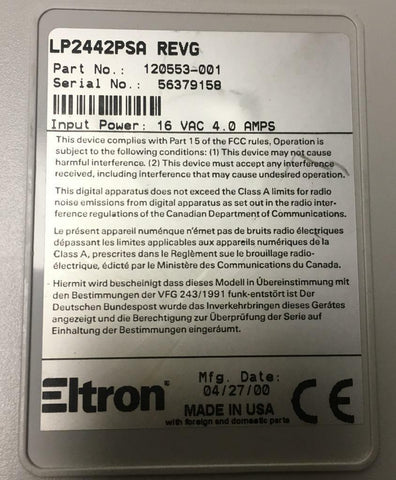 LP2442PSA REVG
Part No.: 120553-001
Serial No.: 56379158
Input Power: 16 VAC 4.0 AMPS
This device complies with Part 15 of the FCC rules, Operation is
subject to the following conditions: (1) This device may not cause
harmful interference. (2) This device must accept any interference
received, including interference that may cause undesired operation.
This digital apparatus does not exceed the Class A limits for radio
noise emissions from digital apparatus as set out in the radio inter-
ference regulations of the Canadian Department of Communications.
Le présent appareil numénque n'émet pas de bruits radio électriques
dépassant les limites applicables aux appareils numériques de la
Class A, prescrites dans le Reglément sue le brouillage radio-
électrique, édicté par le Ministère des Communications du Canada.
Hiermit wird bescheinigt dass dieses Modell in Übereinstimmung mit
den Bestimmungen der VFG 243/1991 funk-entstört ist Der
Deutschen Bundespost wurde das Inverkehrbringen dieses Gerätes
angezeigt und die Berechtigung zur Überprüfung der Serie auf
Einhaltung der Bestimmungen eingeräumt.
Eltron
Mfg. Date:
04/27/00
MADE IN USA
with foreign and domestic parts
CE